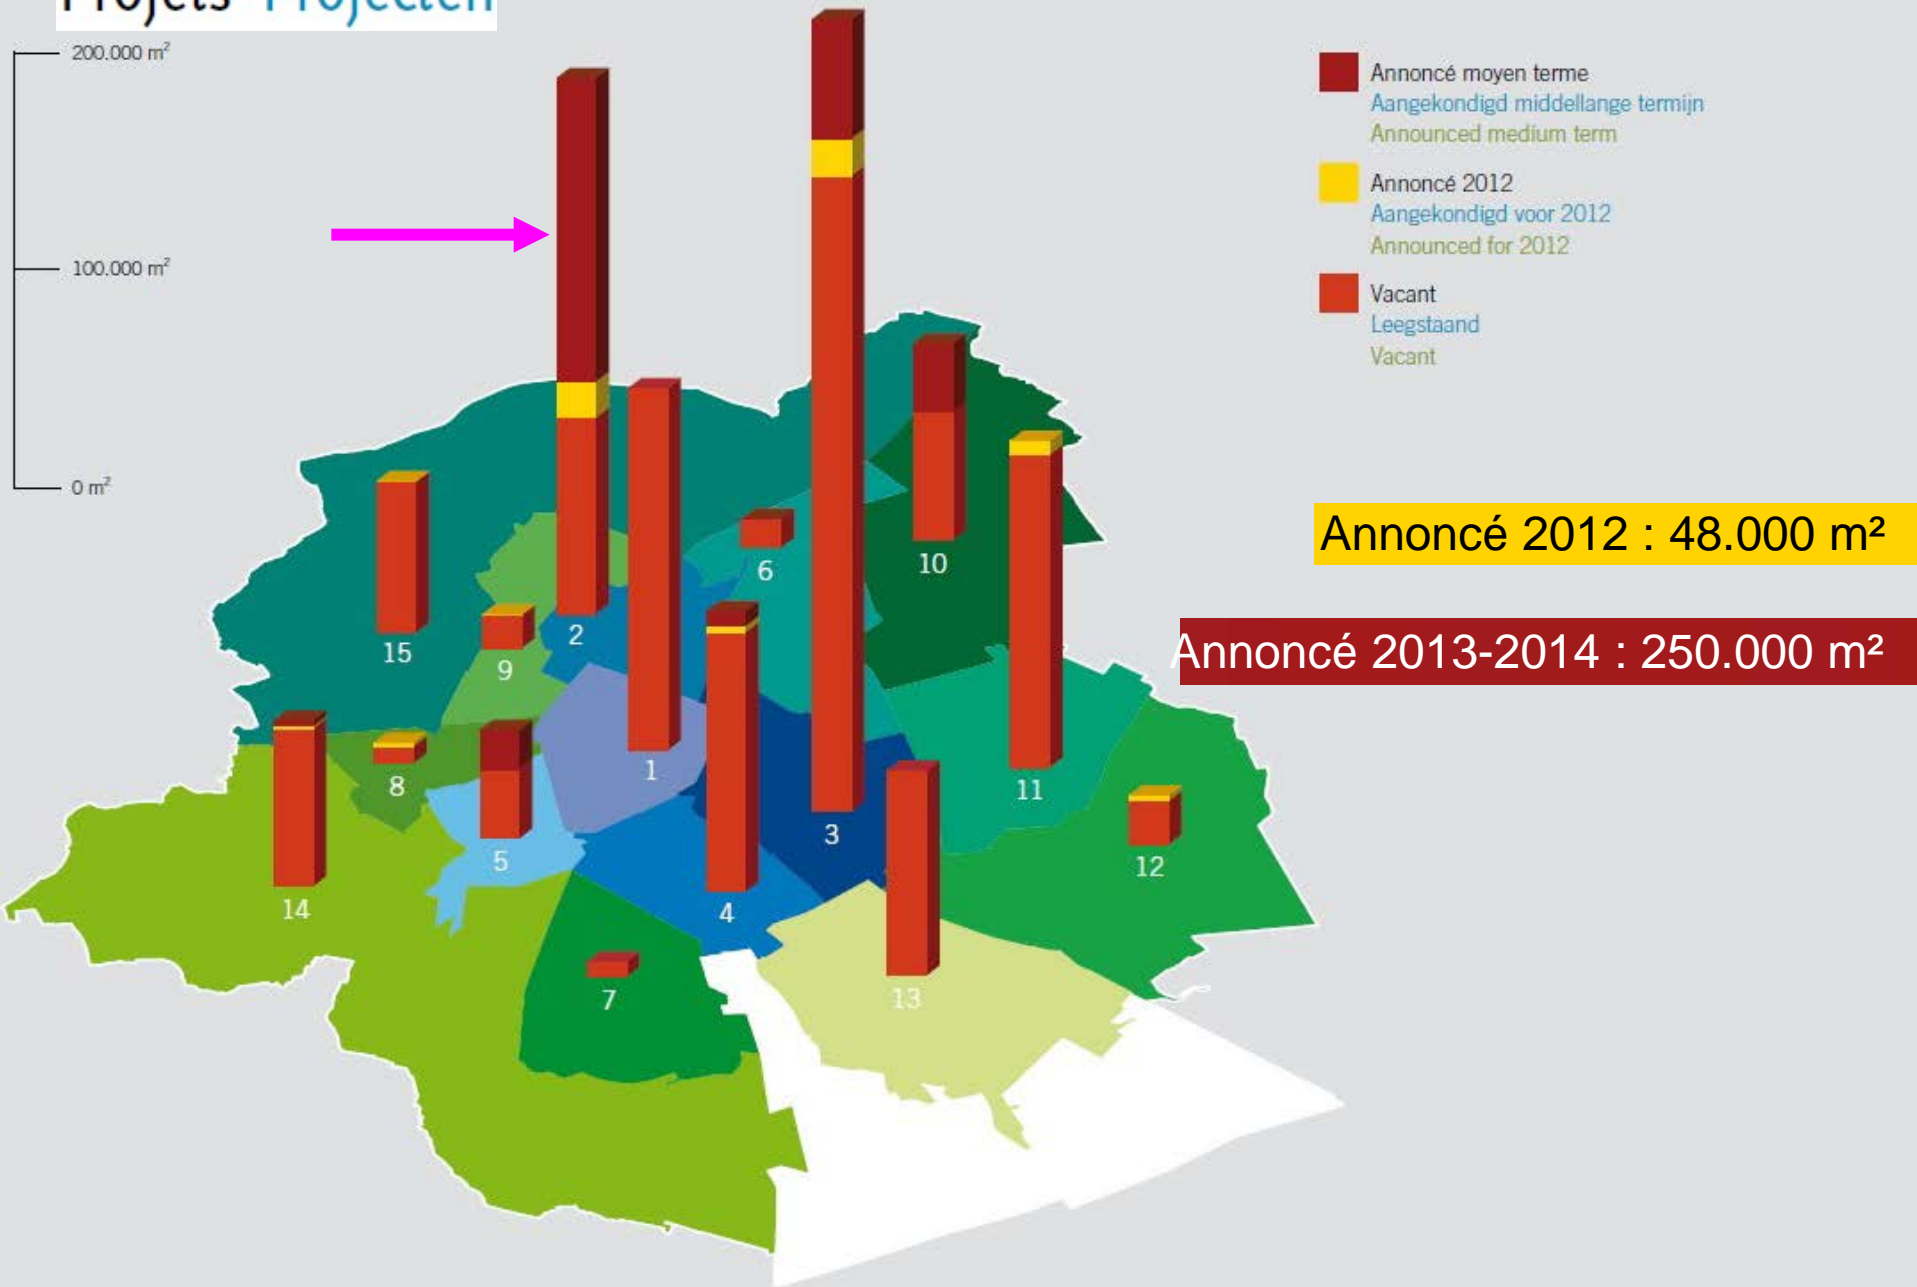 Projets Projecten
200.000 m²
100.000 m²
0 m²
Annoncé moyen terme
Aangekondigd middellange termijn
Announced medium term
Annoncé 2012
Aangekondigd voor 2012
Announced for 2012
Vacant
Leegstaand
Vacant
Annoncé 2012 : 48.000 m²
Annoncé 2013-2014 : 250.000 m²
10
6
2
15
9
1
8
11
3
5
12
14
4
7
13